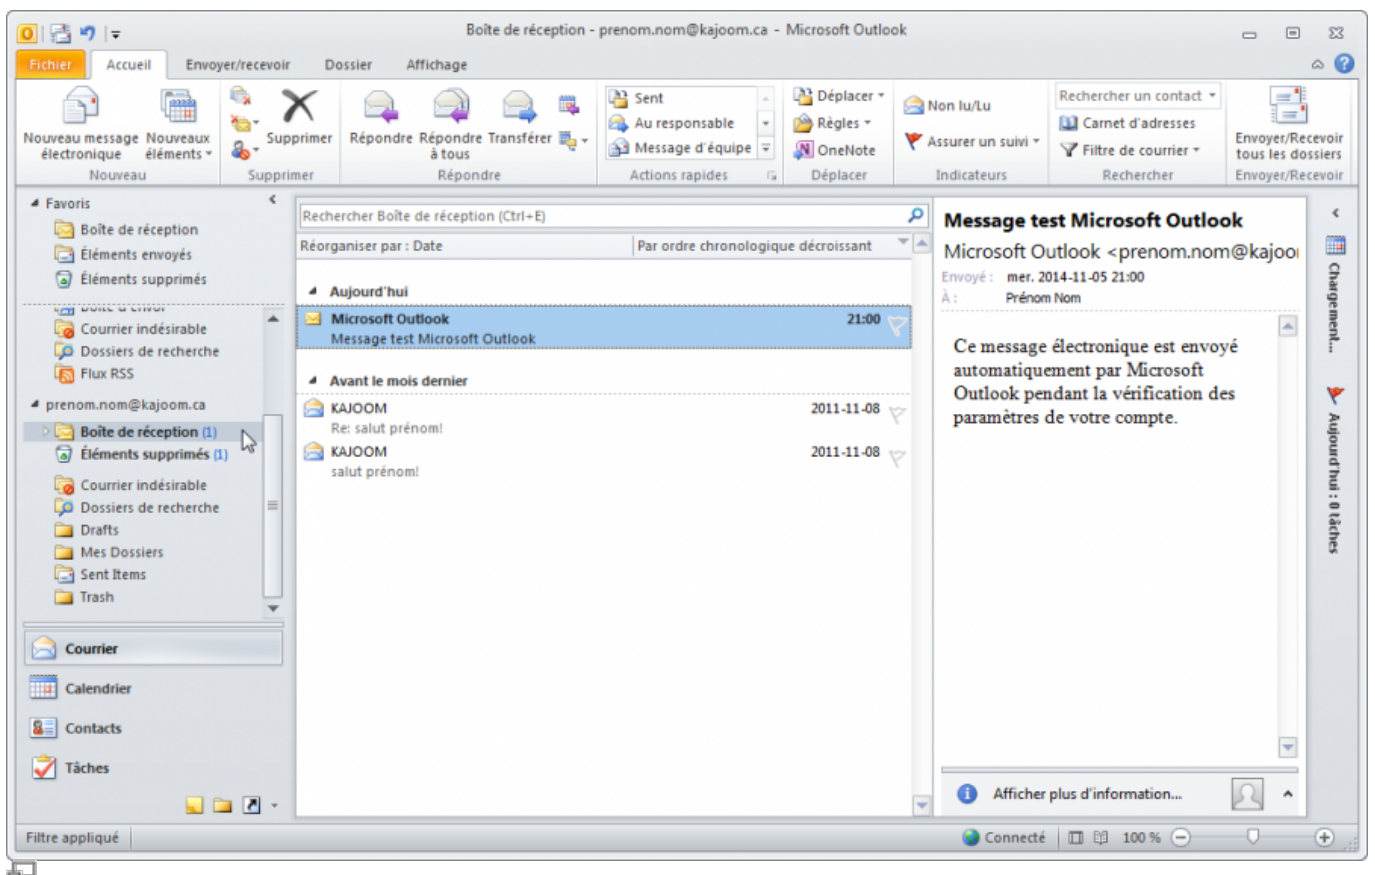 Boîte de réception - prenom.nom@kajoom.ca - Microsoft Outlook
Fichier Accueil Envoyer/recevoir Dossier Affichage
Nouveau message électronique
Nouveaux éléments
Nouveau
Supprimer
Supprimer
Répondre
Répondre à tous
Transférer
Répondre
Sent
Au responsable
Message d'équipe
Actions rapides
Déplacer
Règles
OneNote
Déplacer
Non lu/Lu
Assurer un suivi
Indicateurs
Rechercher un contact
Carnet d'adresses
Filtre de courrier
Rechercher
Envoyer/Recevoir
tous les dossiers
Envoyer/Recevoir
Favoris
Boîte de réception
Éléments envoyés
Éléments supprimés
Courrier indésirable
Dossiers de recherche
Flux RSS
prenom.nom@kajoom.ca
Boîte de réception (1)
Éléments supprimés (1)
Courrier indésirable
Dossiers de recherche
Drafts
Mes Dossiers
Sent Items
Trash
Courrier
Calendrier
Contacts
Tâches
Rechercher Boîte de réception (Ctrl+E)
Réorganiser par : Date Par ordre chronologique décroissant
Aujourd'hui
Microsoft Outlook 21:00
Message test Microsoft Outlook
Avant le mois dernier
KAJOOM 2011-11-08
Re: salut prénom!
KAJOOM 2011-11-08
salut prénom!
Message test Microsoft Outlook
Microsoft Outlook <prenom.nom@kajoo
Envoyé : mer. 2014-11-05 21:00
À : Prénom Nom
Ce message électronique est envoyé
automatiquement par Microsoft
Outlook pendant la vérification des
paramètres de votre compte.
Afficher plus d'information...
Chargement...
Aujourd'hui : 0 tâches
Filtre appliqué Connecté 100 %